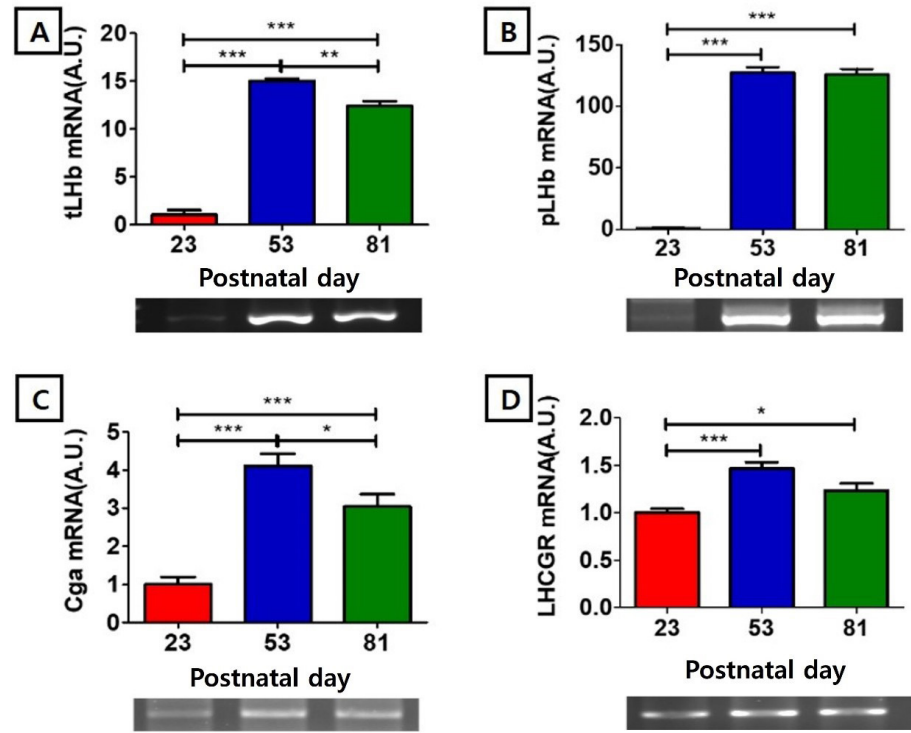 A
tLHb mRNA(A.U.)
20
15
10
5
0
***
*** **
23 53 81
Postnatal day
B
pLHb mRNA(A.U.)
150
100
50
0
***
***
23 53 81
Postnatal day
C
Cga mRNA(A.U.)
5
4
3
2
1
0
***
*** *
23 53 81
Postnatal day
D
LHCGR mRNA(A.U.)
2.0
1.5
1.0
0.5
0.0
*
***
23 53 81
Postnatal day